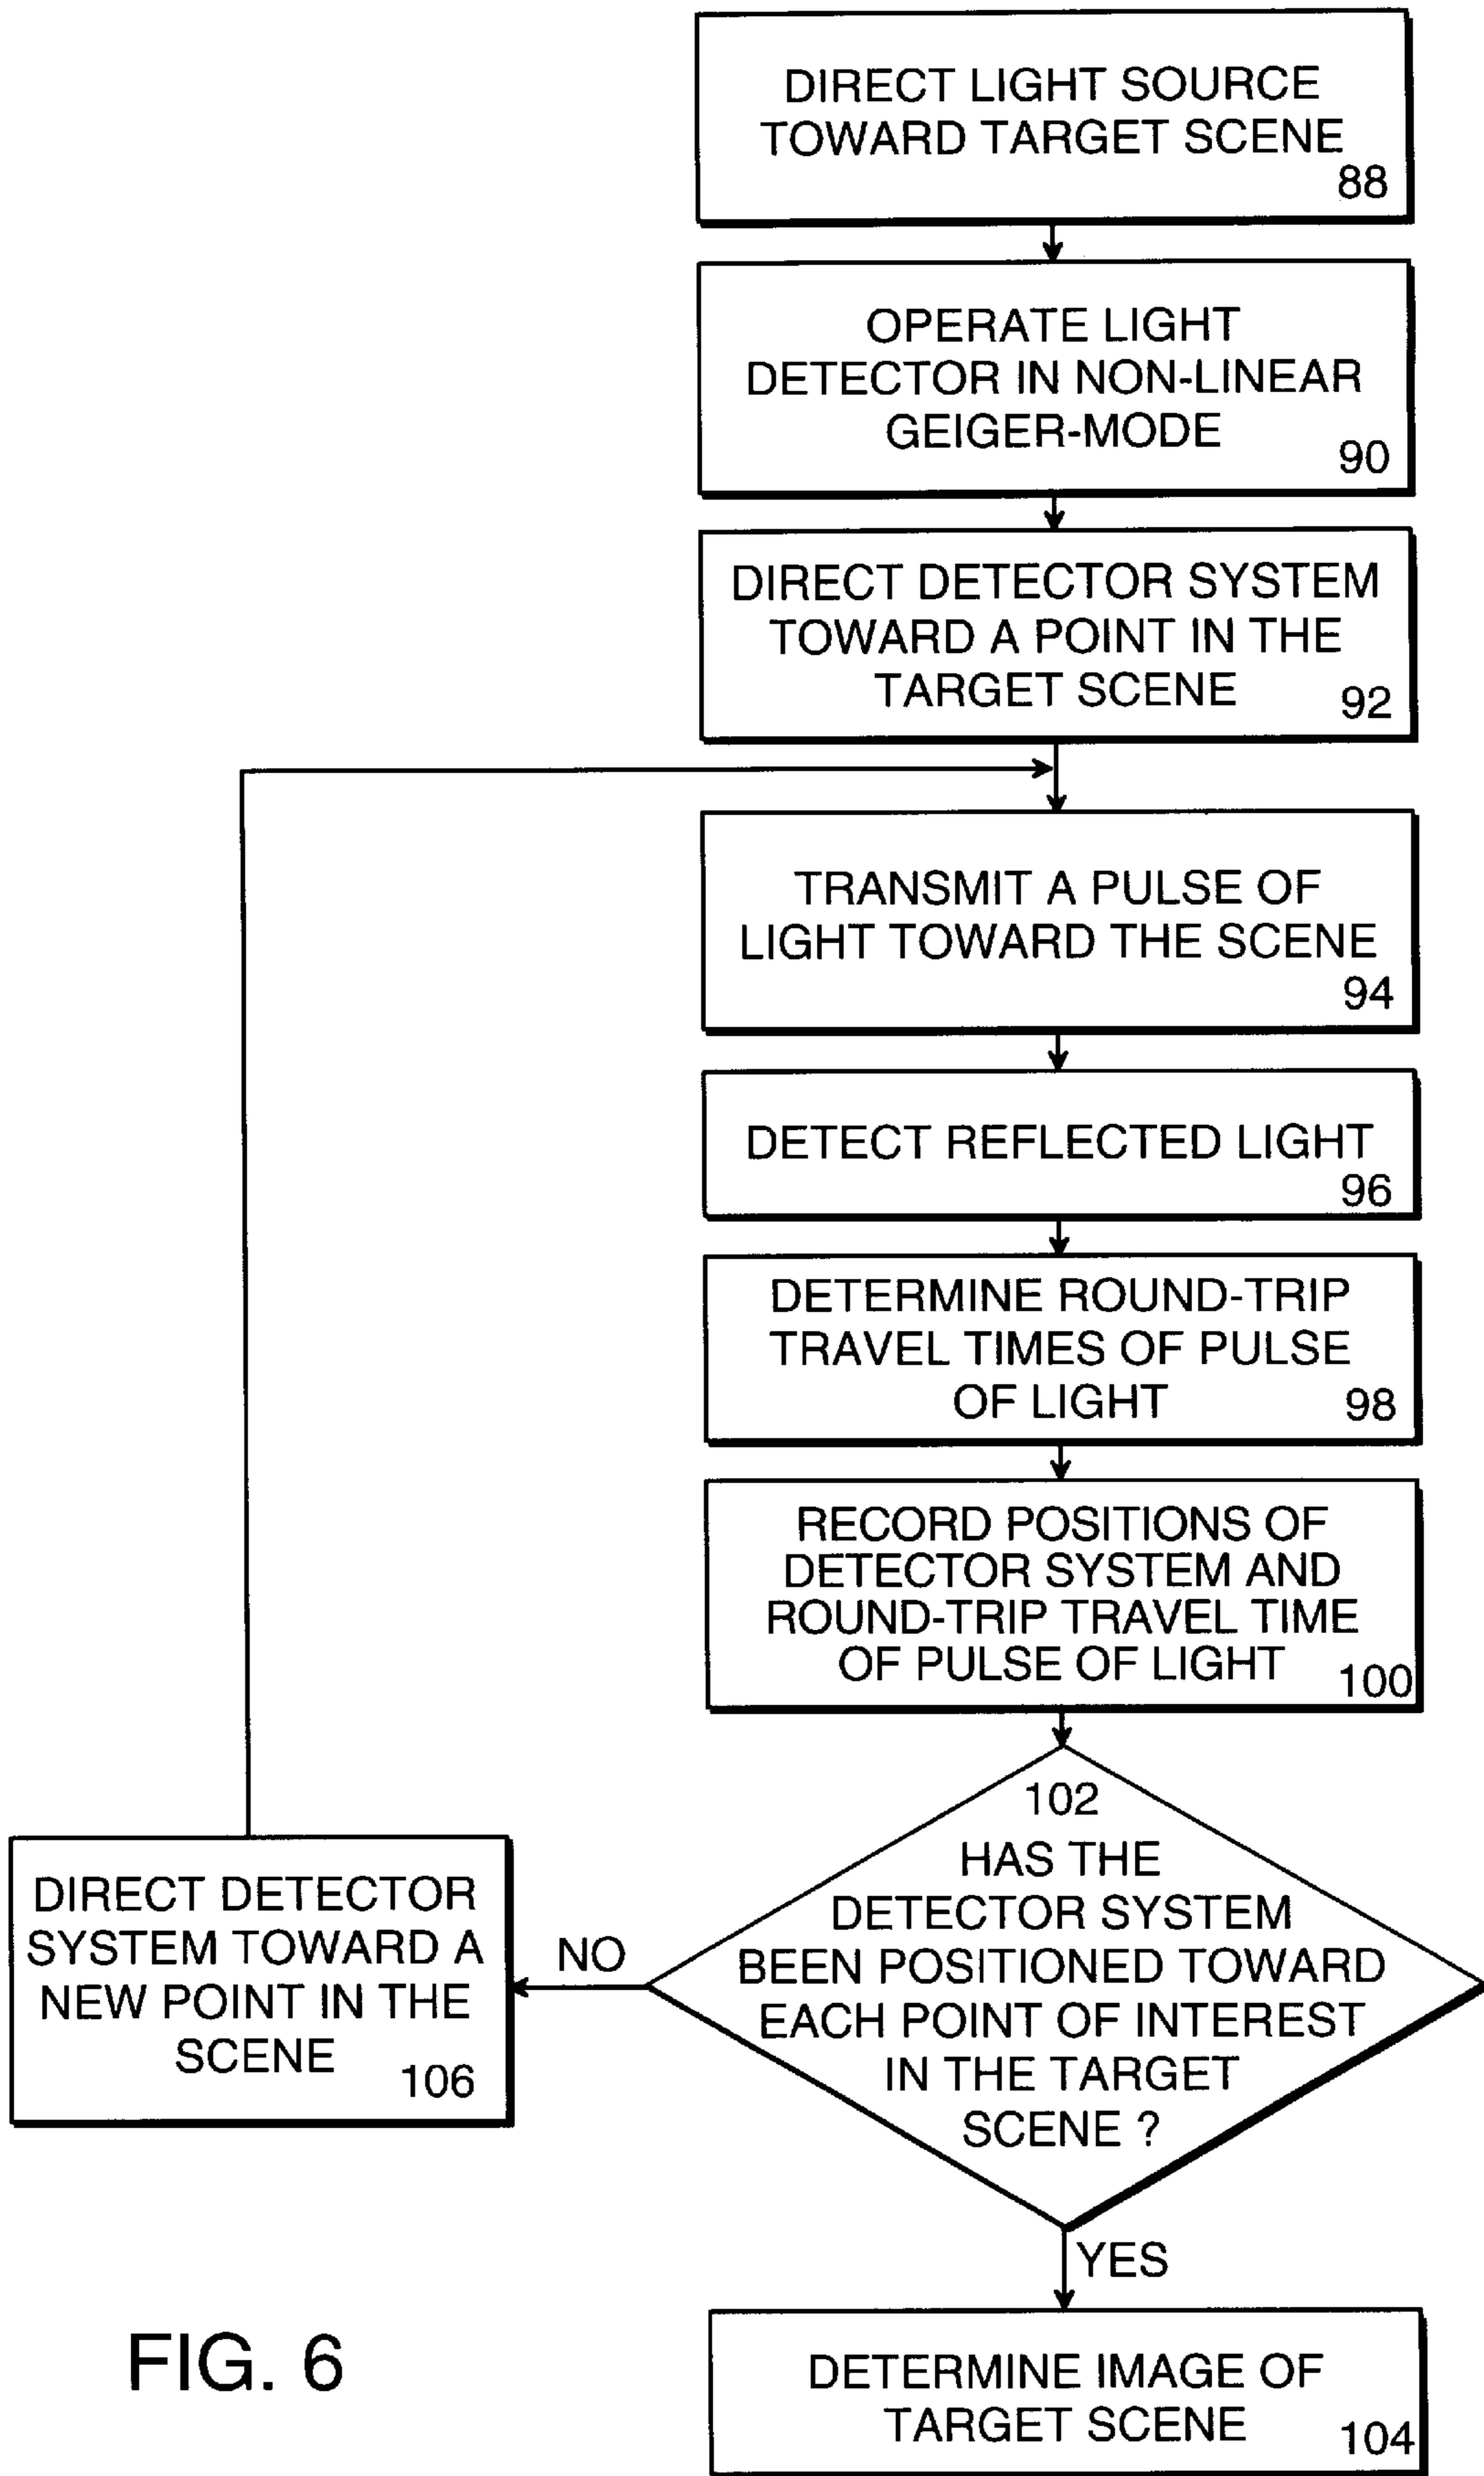 DIRECT LIGHT SOURCE
TOWARD TARGET SCENE
88
OPERATE LIGHT
DETECTOR IN NON-LINEAR
GEIGER-MODE
90
DIRECT DETECTOR SYSTEM
TOWARD A POINT IN THE
TARGET SCENE
92
TRANSMIT A PULSE OF
LIGHT TOWARD THE SCENE
94
DETECT REFLECTED LIGHT
96
DETERMINE ROUND-TRIP
TRAVEL TIMES OF PULSE
OF LIGHT
98
RECORD POSITIONS OF
DETECTOR SYSTEM AND
ROUND-TRIP TRAVEL TIME
OF PULSE OF LIGHT
100
102
HAS THE
DETECTOR SYSTEM
BEEN POSITIONED TOWARD
EACH POINT OF INTEREST
IN THE TARGET
SCENE ?
NO
DIRECT DETECTOR
SYSTEM TOWARD A
NEW POINT IN THE
SCENE
106
YES
DETERMINE IMAGE OF
TARGET SCENE
104
FIG. 6